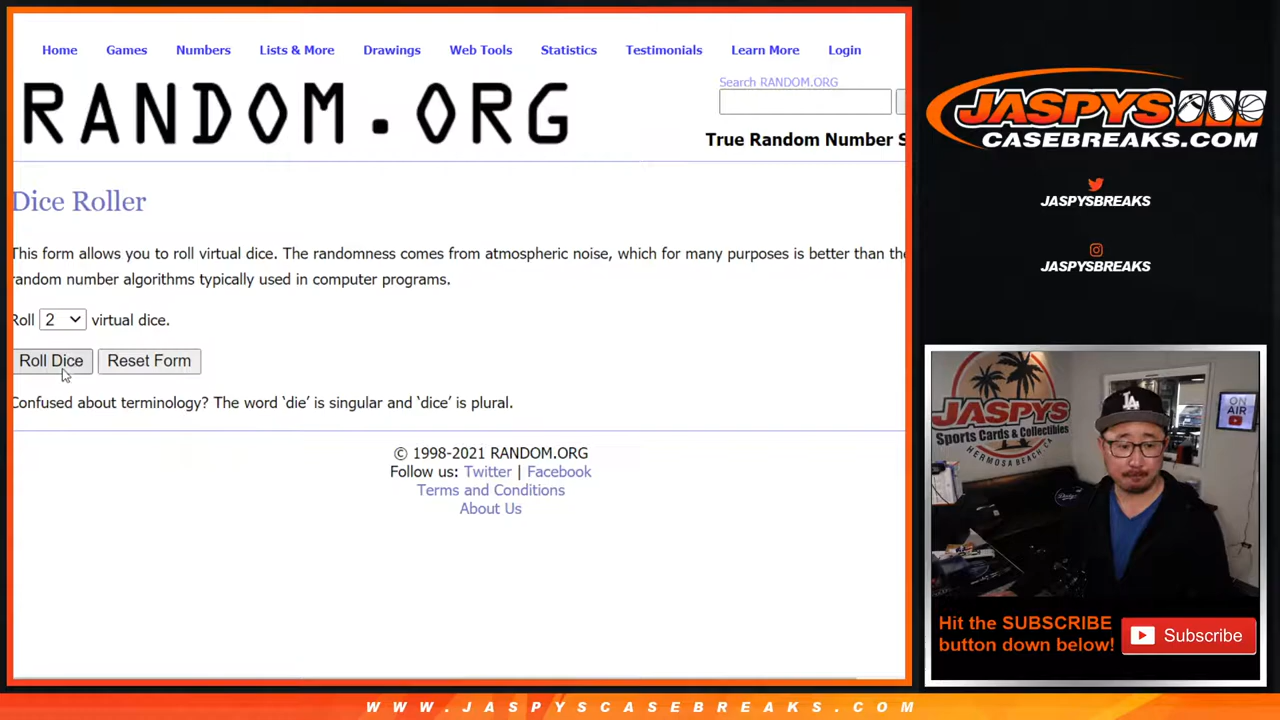 Home Games Numbers Lists & More Drawings Web Tools Statistics Testimonials Learn More Login
RANDOM.ORG
Search RANDOM.ORG
True Random Number S
Dice Roller
This form allows you to roll virtual dice. The randomness comes from atmospheric noise, which for many purposes is better than the
random number algorithms typically used in computer programs.
Roll 2 virtual dice.
Roll Dice Reset Form
Confused about terminology? The word ‘die’ is singular and ‘dice’ is plural.
© 1998-2021 RANDOM.ORG
Follow us: Twitter | Facebook
Terms and Conditions
About Us
JASPYS
CASEBREAKS.COM
JASPYSBREAKS
JASPYSBREAKS
JASPYS
Sports Cards & Collectibles
HERMOSA BEACH, CA
ON
AIR
LA
Hit the SUBSCRIBE
button down below!
Subscribe
WWW.JASPYSCASEBREAKS.COM